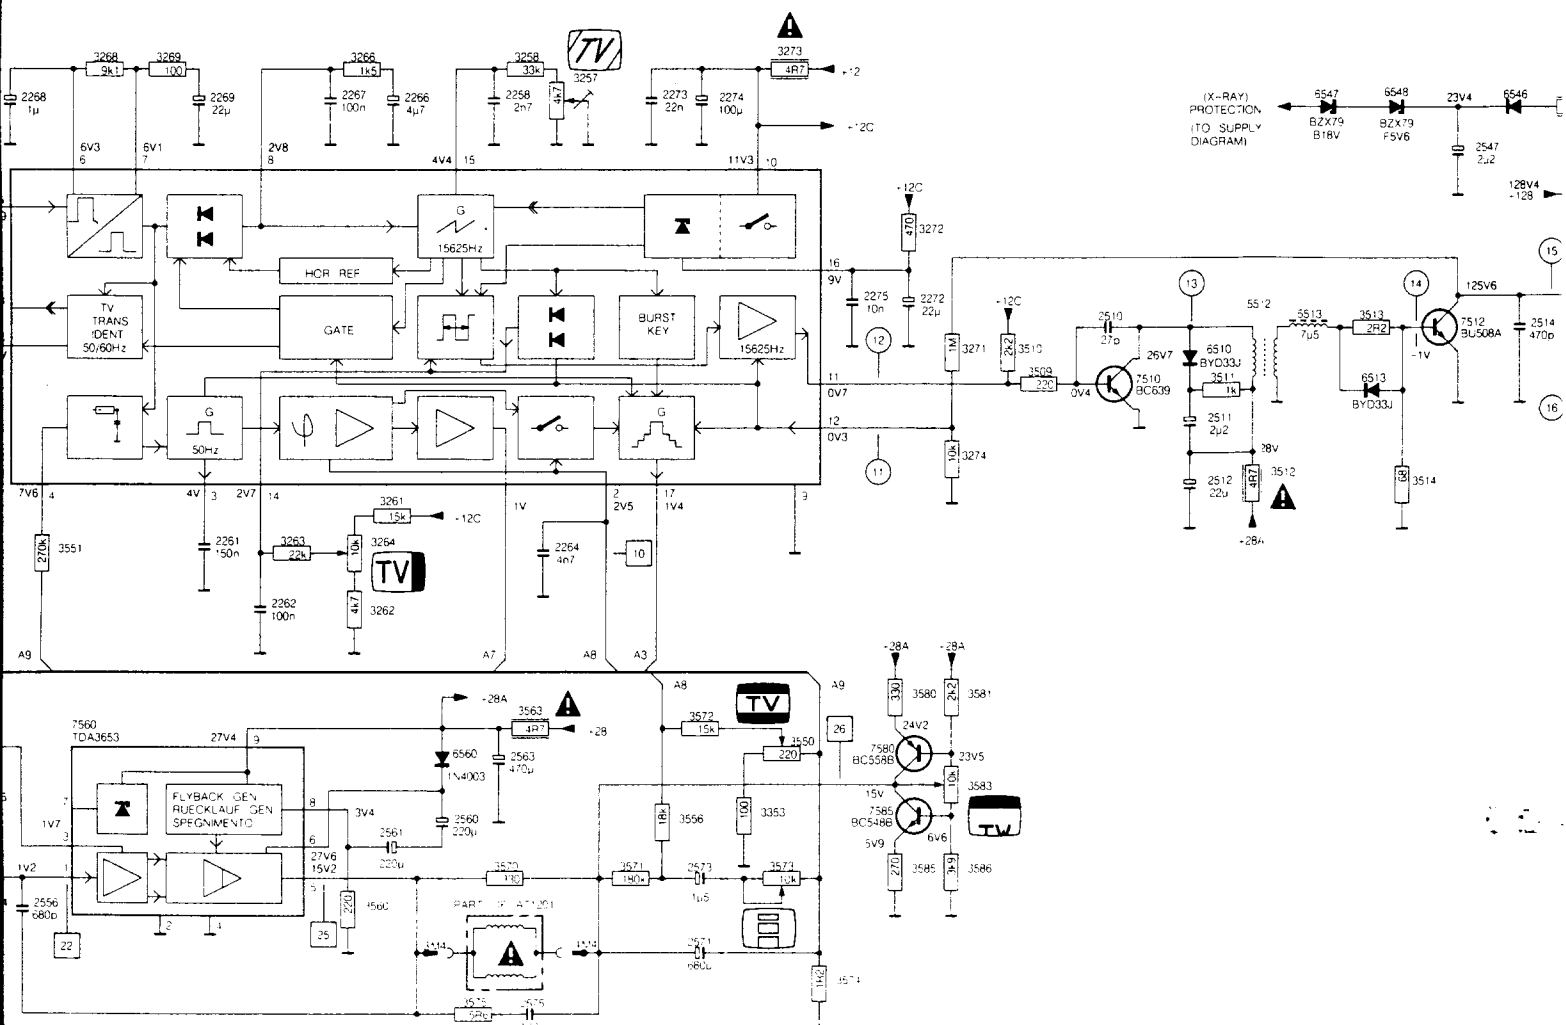 3268
9k1
3269
100
3266
1k5
3258
33k
TV
3257
4k7
3273
4R7
+12
2268
1µ
2269
22µ
2267
100n
2266
4µ7
2258
2n7
2273
22n
2274
100µ
+12C
(X-RAY)
PROTECTION
(TO SUPPLY
DIAGRAM)
6547
BZX79
B18V
6548
BZX79
F5V6
23V4
6546
2547
2µ2
128V4
+128
6V3
6
6V1
7
2V8
8
4V4
15
11V3
10
G
15625Hz
HOR REF
TV
TRANS
IDENT
50/60Hz
GATE
BURST
KEY
15625Hz
G
50Hz
G
16
9V
+12C
470
3272
2275
10n
2272
22µ
12
11
0V7
12
0V3
11
1M
3271
10k
3274
+12C
2k2
3510
3509
220
0V4
2510
27p
26V7
7510
BC639
13
6510
BYD33J
3511
1k
2511
2µ2
28V
2512
22µ
3512
4R7
+28A
5512
5513
7µ5
3513
2R2
6513
BYD33J
14
-1V
7512
BU508A
125V6
68
3514
2514
470p
15
16
7V6
4
4V
3
2V7
14
1V
2
2V5
17
1V4
9
270k
3551
2261
150n
3261
15k
+12C
3263
22k
10k
3264
TV
4k7
3262
2262
100n
2264
4n7
10
A9
A7
A8
A3
A8
A9
7560
TDA3653
27V4
9
+28A
3563
4R7
+28
6560
1N4003
2563
470µ
FLYBACK GEN
RUECKLAUF GEN
SPEGNIMENTO
7
1V7
3
1V2
1
8
3V4
6
27V6
15V2
5
2
4
2560
220µ
2561
220µ
220
3560
2556
680p
22
25
3570
330
3571
180k
2573
1µ5
3573
10k
3572
15k
TV
3550
220
18k
3556
100
3353
26
2571
680µ
1R2
3574
3575
+28A
330
3580
24V2
7580
BC558B
15V
7585
BC548B
5V9
270
3585
+28A
2k2
3581
23V5
10k
3583
TW
6V6
3k9
3586